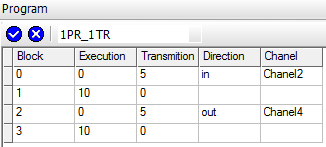 Program
1PR_1TR
Block Execution Transmition Direction Chanel
0 0 5 in Chanel2
1 10 0
2 0 5 out Chanel4
3 10 0